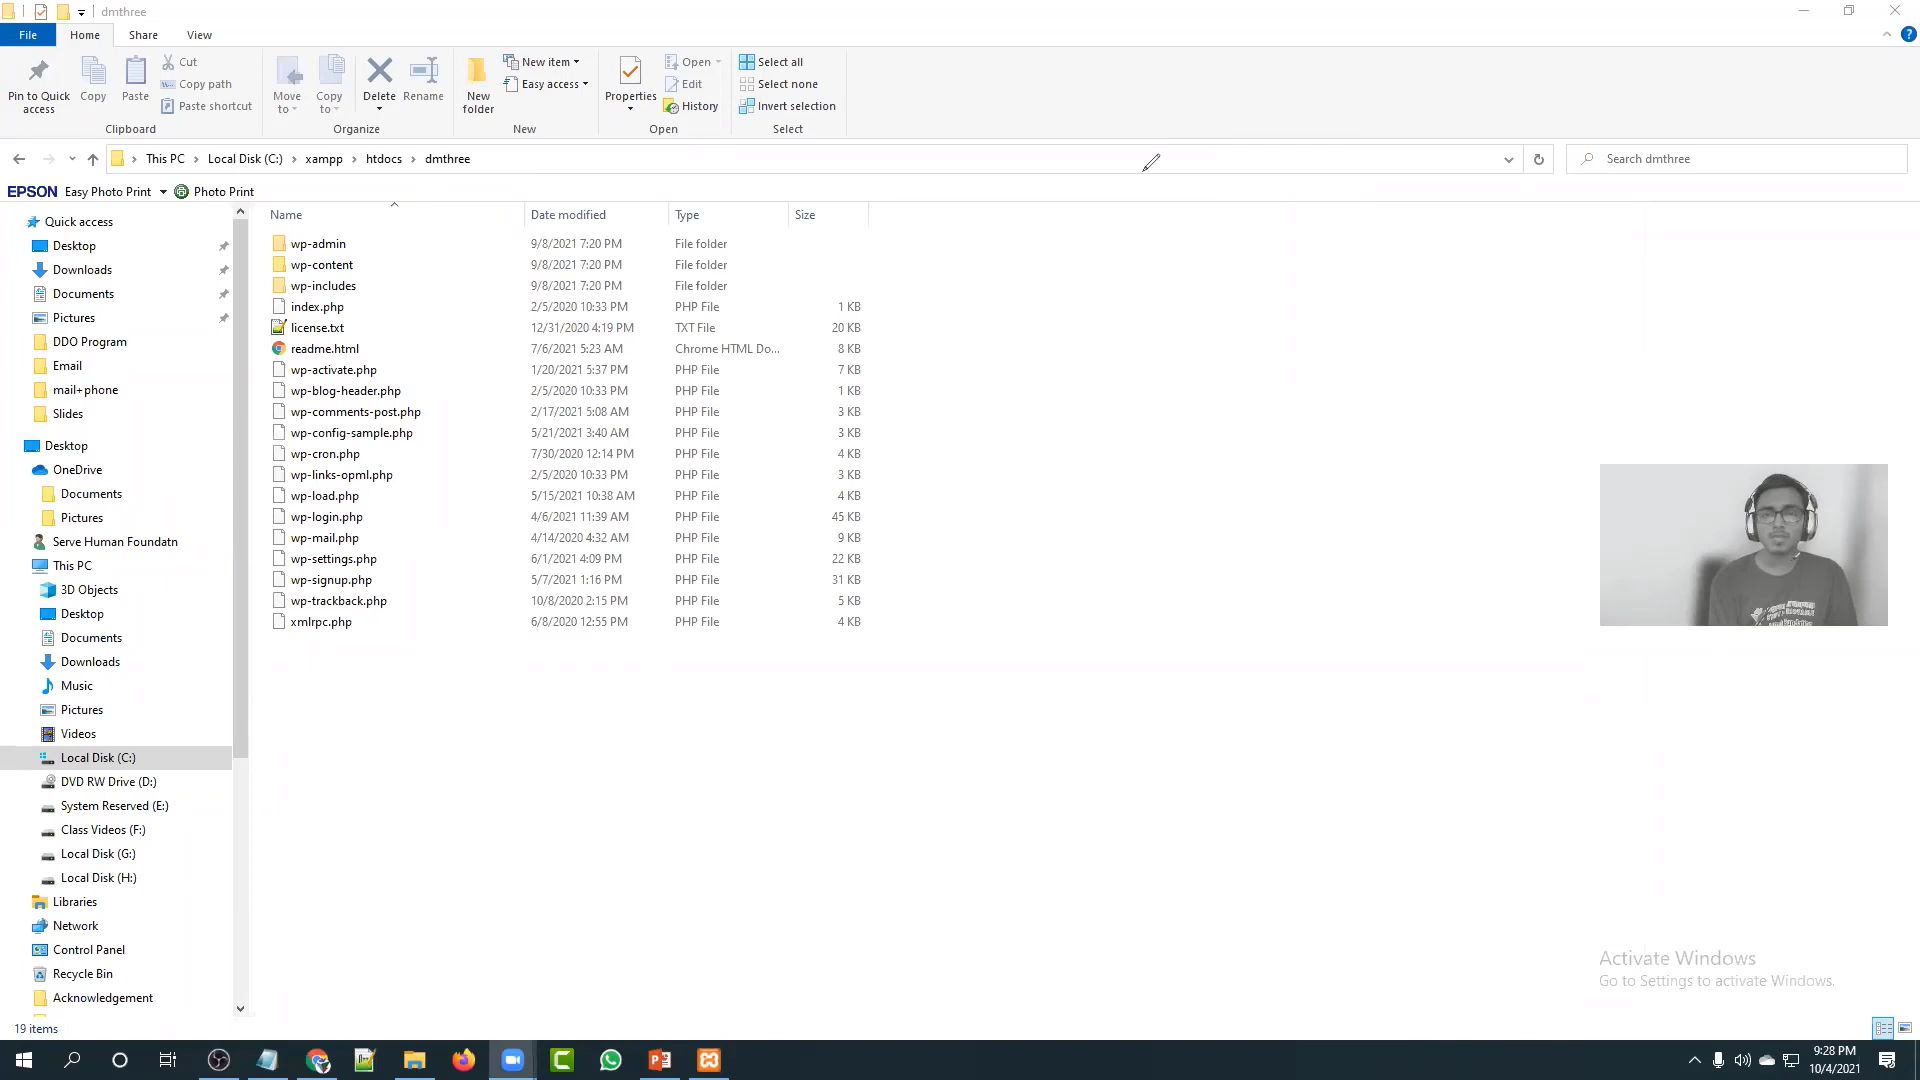 dmthree
File Home Share View
Pin to Quick access
Copy
Paste
Cut
Copy path
Paste shortcut
Clipboard
Move to
Copy to
Delete
Rename
Organize
New folder
New item
Easy access
New
Properties
Open
Edit
History
Open
Select all
Select none
Invert selection
Select
This PC › Local Disk (C:) › xampp › htdocs › dmthree
Search dmthree
EPSON Easy Photo Print Photo Print
Quick access
Desktop
Downloads
Documents
Pictures
DDO Program
Email
mail+phone
Slides
Desktop
OneDrive
Documents
Pictures
Serve Human Foundatn
This PC
3D Objects
Desktop
Documents
Downloads
Music
Pictures
Videos
Local Disk (C:)
DVD RW Drive (D:)
System Reserved (E:)
Class Videos (F:)
Local Disk (G:)
Local Disk (H:)
Libraries
Network
Control Panel
Recycle Bin
Acknowledgement
Name Date modified Type Size
wp-admin 9/8/2021 7:20 PM File folder
wp-content 9/8/2021 7:20 PM File folder
wp-includes 9/8/2021 7:20 PM File folder
index.php 2/5/2020 10:33 PM PHP File 1 KB
license.txt 12/31/2020 4:19 PM TXT File 20 KB
readme.html 7/6/2021 5:23 AM Chrome HTML Do... 8 KB
wp-activate.php 1/20/2021 5:37 PM PHP File 7 KB
wp-blog-header.php 2/5/2020 10:33 PM PHP File 1 KB
wp-comments-post.php 2/17/2021 5:08 AM PHP File 3 KB
wp-config-sample.php 5/21/2021 3:40 AM PHP File 3 KB
wp-cron.php 7/30/2020 12:14 PM PHP File 4 KB
wp-links-opml.php 2/5/2020 10:33 PM PHP File 3 KB
wp-load.php 5/15/2021 10:38 AM PHP File 4 KB
wp-login.php 4/6/2021 11:39 AM PHP File 45 KB
wp-mail.php 4/14/2020 4:32 AM PHP File 9 KB
wp-settings.php 6/1/2021 4:09 PM PHP File 22 KB
wp-signup.php 5/7/2021 1:16 PM PHP File 31 KB
wp-trackback.php 10/8/2020 2:15 PM PHP File 5 KB
xmlrpc.php 6/8/2020 12:55 PM PHP File 4 KB
Activate Windows
Go to Settings to activate Windows.
19 items
9:28 PM
10/4/2021